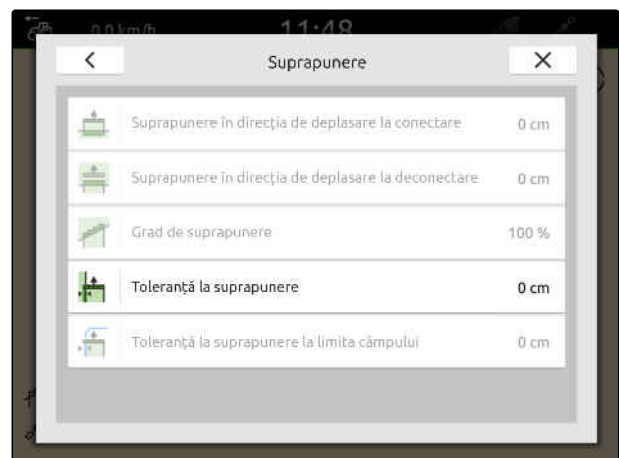 0.0 km/h 11:48
Suprapunere
Suprapunere în direcția de deplasare la conectare 0 cm
Suprapunere în direcția de deplasare la deconectare 0 cm
Grad de suprapunere 100 %
Toleranță la suprapunere 0 cm
Toleranță la suprapunere la limita câmpului 0 cm